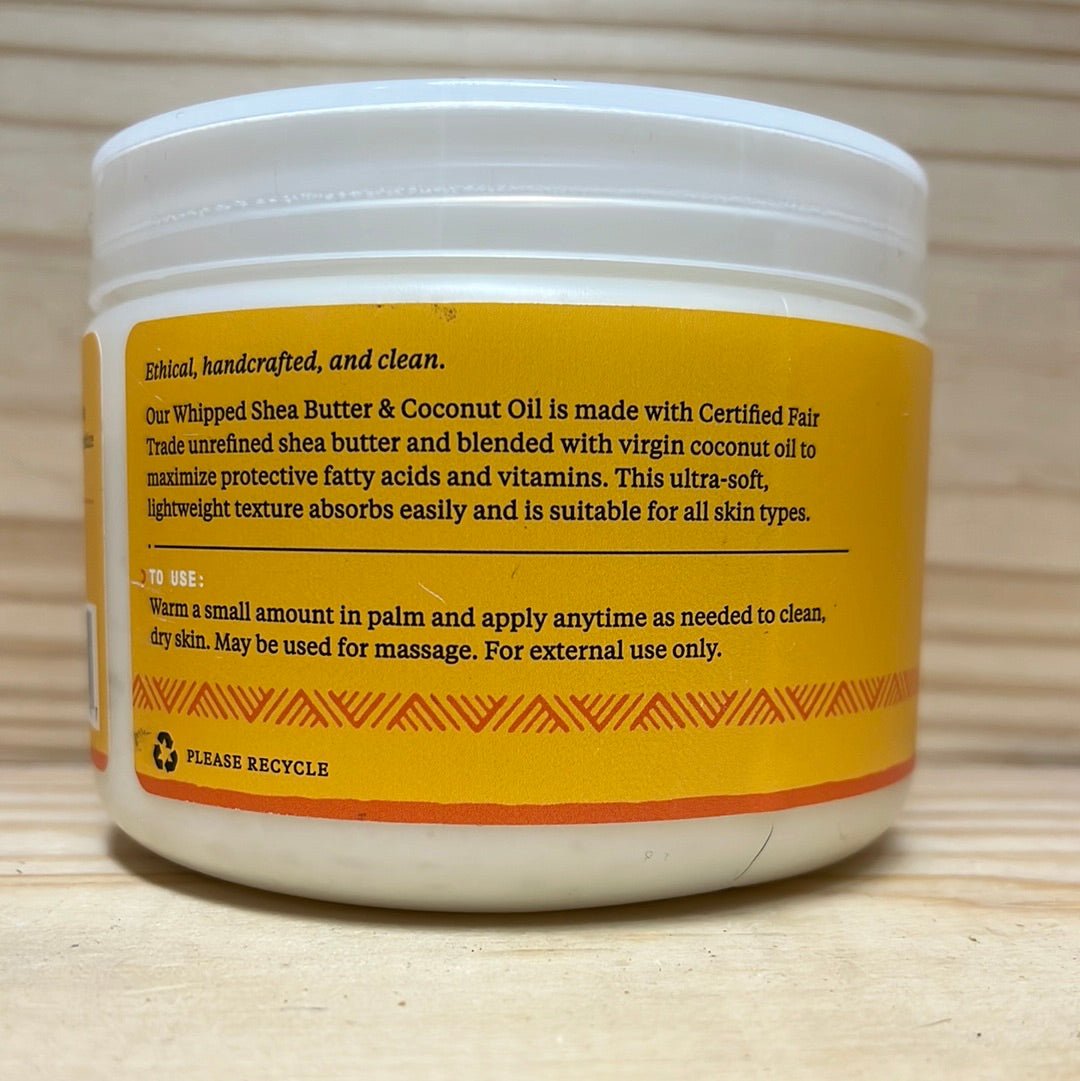 Ethical, handcrafted, and clean.
Our Whipped Shea Butter & Coconut Oil is made with Certified Fair
Trade unrefined shea butter and blended with virgin coconut oil to
maximize protective fatty acids and vitamins. This ultra-soft,
lightweight texture absorbs easily and is suitable for all skin types.
TO USE:
Warm a small amount in palm and apply anytime as needed to clean,
dry skin. May be used for massage. For external use only.
PLEASE RECYCLE